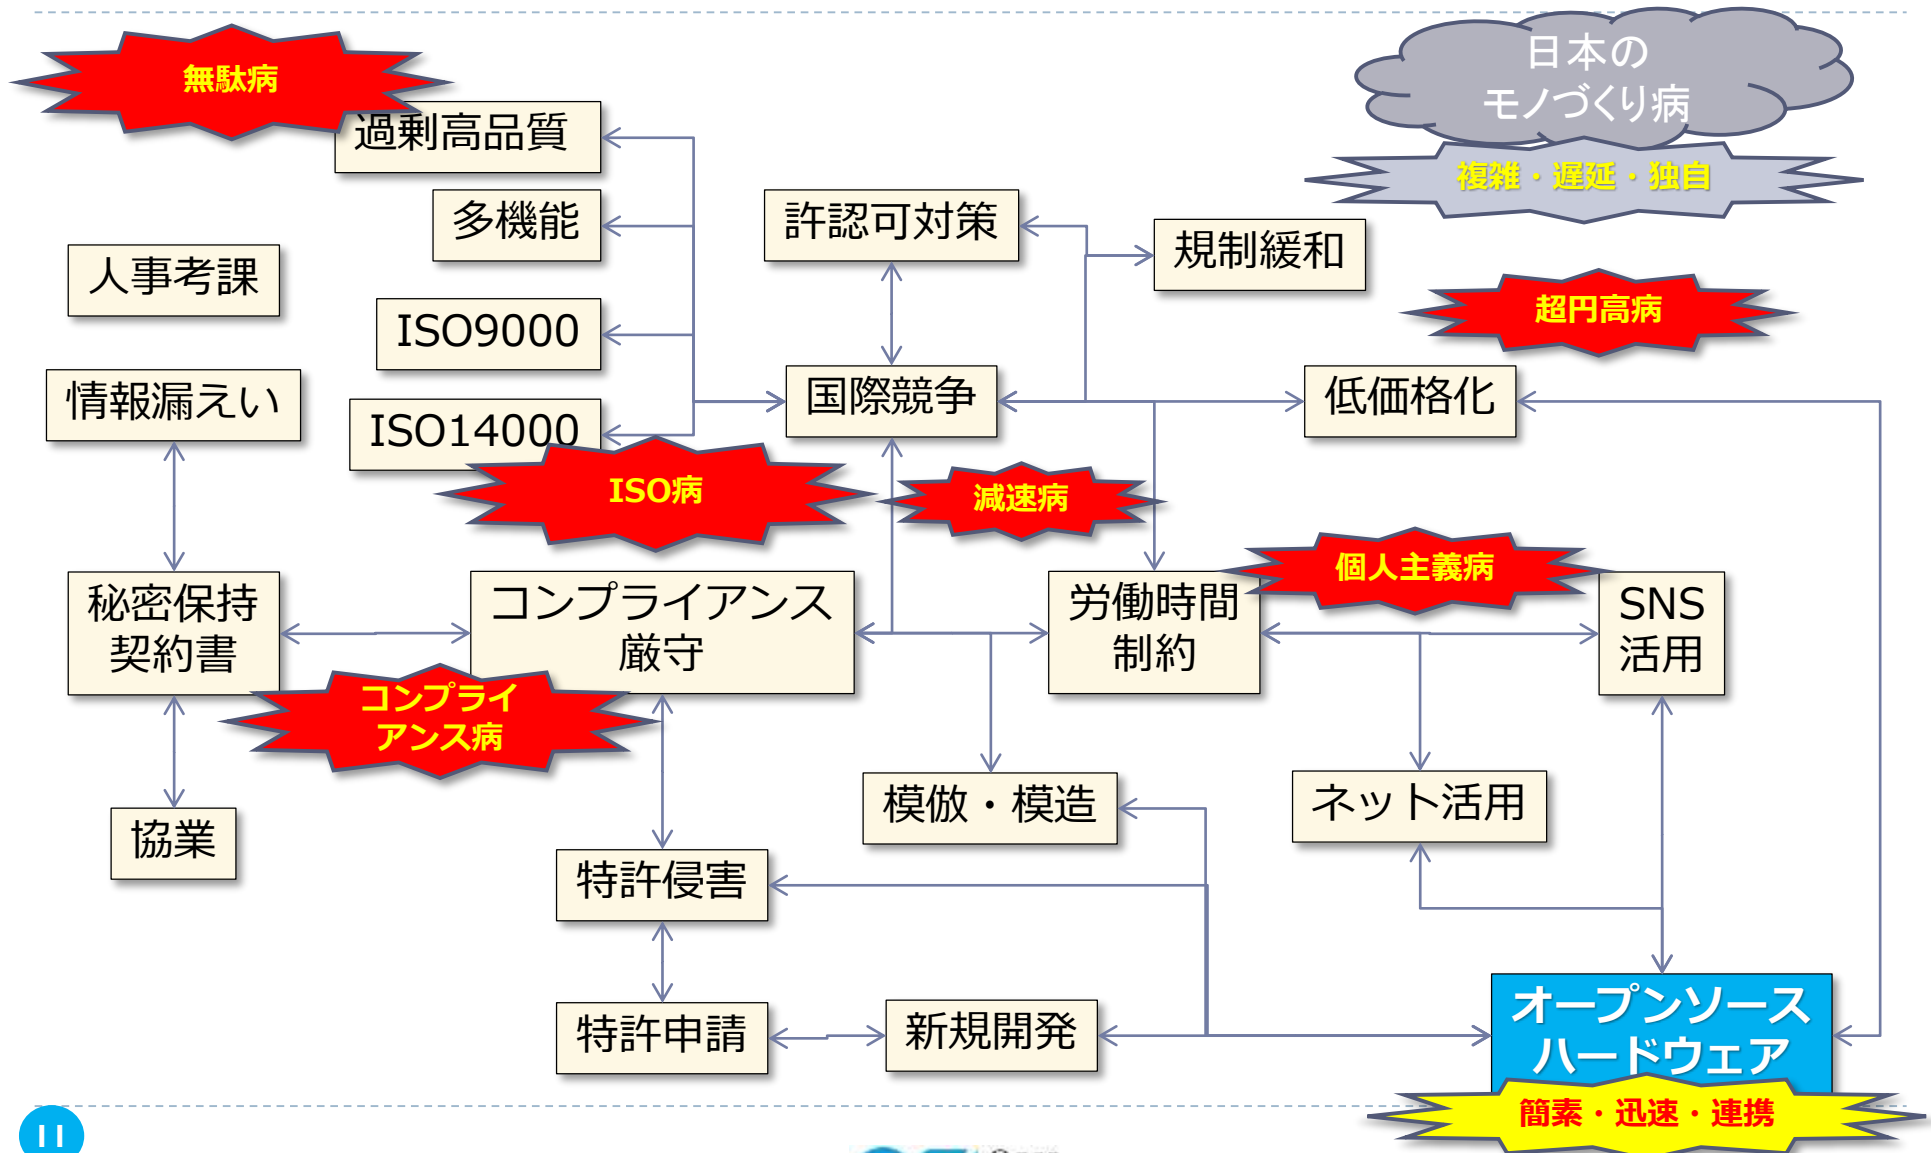 無駄病
日本の
モノづくり病
複雑・遅延・独自
過剰高品質
多機能
許認可対策
規制緩和
人事考課
ISO9000
超円高病
情報漏えい
ISO14000
国際競争
低価格化
ISO病
減速病
個人主義病
秘密保持
契約書
コンプライアンス
厳守
労働時間
制約
SNS
活用
コンプライ
アンス病
模倣・模造
ネット活用
協業
特許侵害
特許申請
新規開発
オープンソース
ハードウェア
簡素・迅速・連携
11